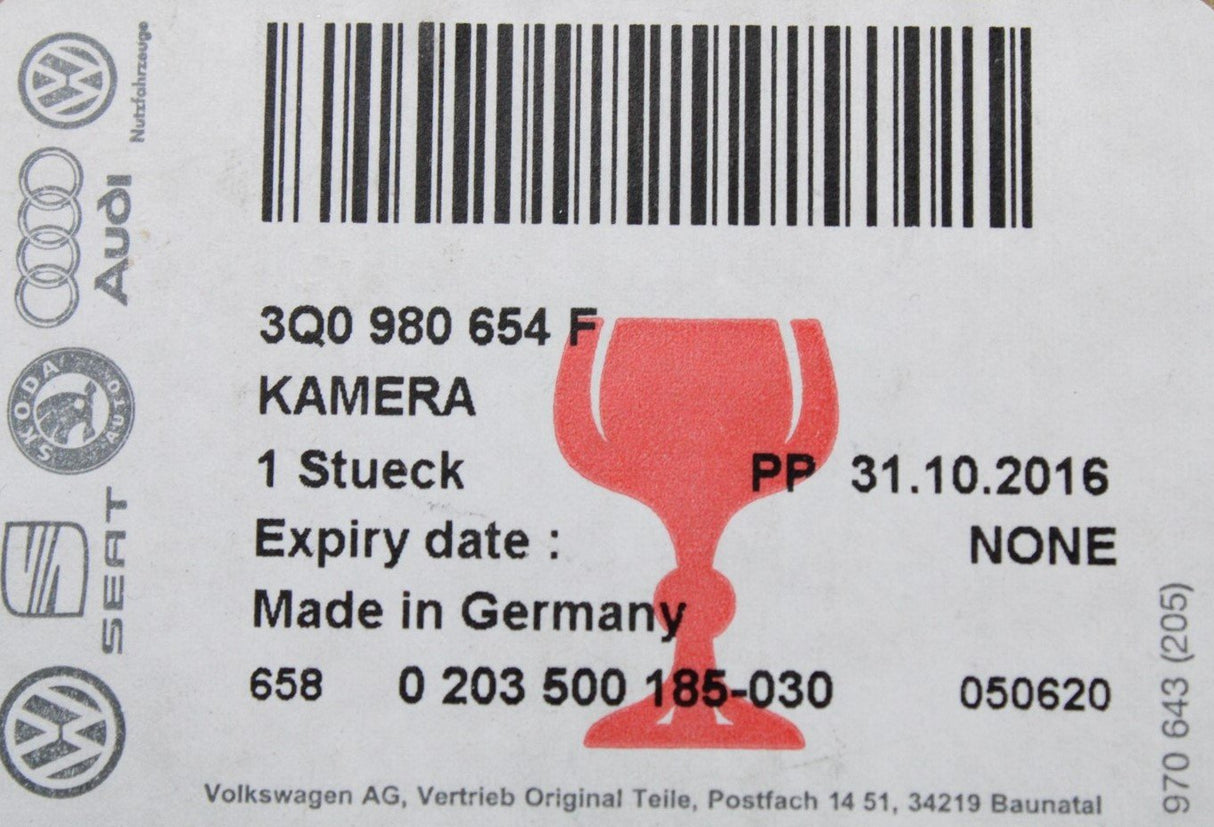 Nutzfahrzeuge
Audi
SKODA
AUTO
SEAT
3Q0 980 654 F
KAMERA
1 Stueck PP 31.10.2016
Expiry date : NONE
Made in Germany
658 0 203 500 185-030 050620
Volkswagen AG, Vertrieb Original Teile, Postfach 14 51, 34219 Baunatal
970 643 (205)